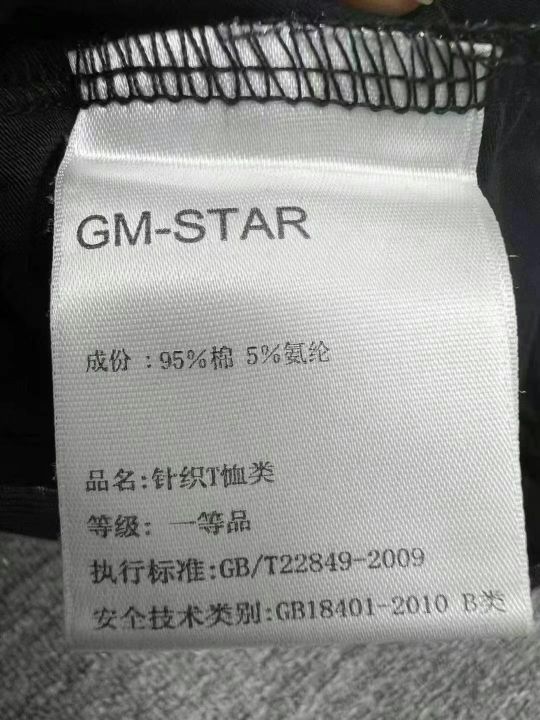 GM-STAR
成份：95%棉 5%氨纶
品名:针织T恤类
等级: 一等品
执行标准:GB/T22849-2009
安全技术类别:GB18401-2010 B类